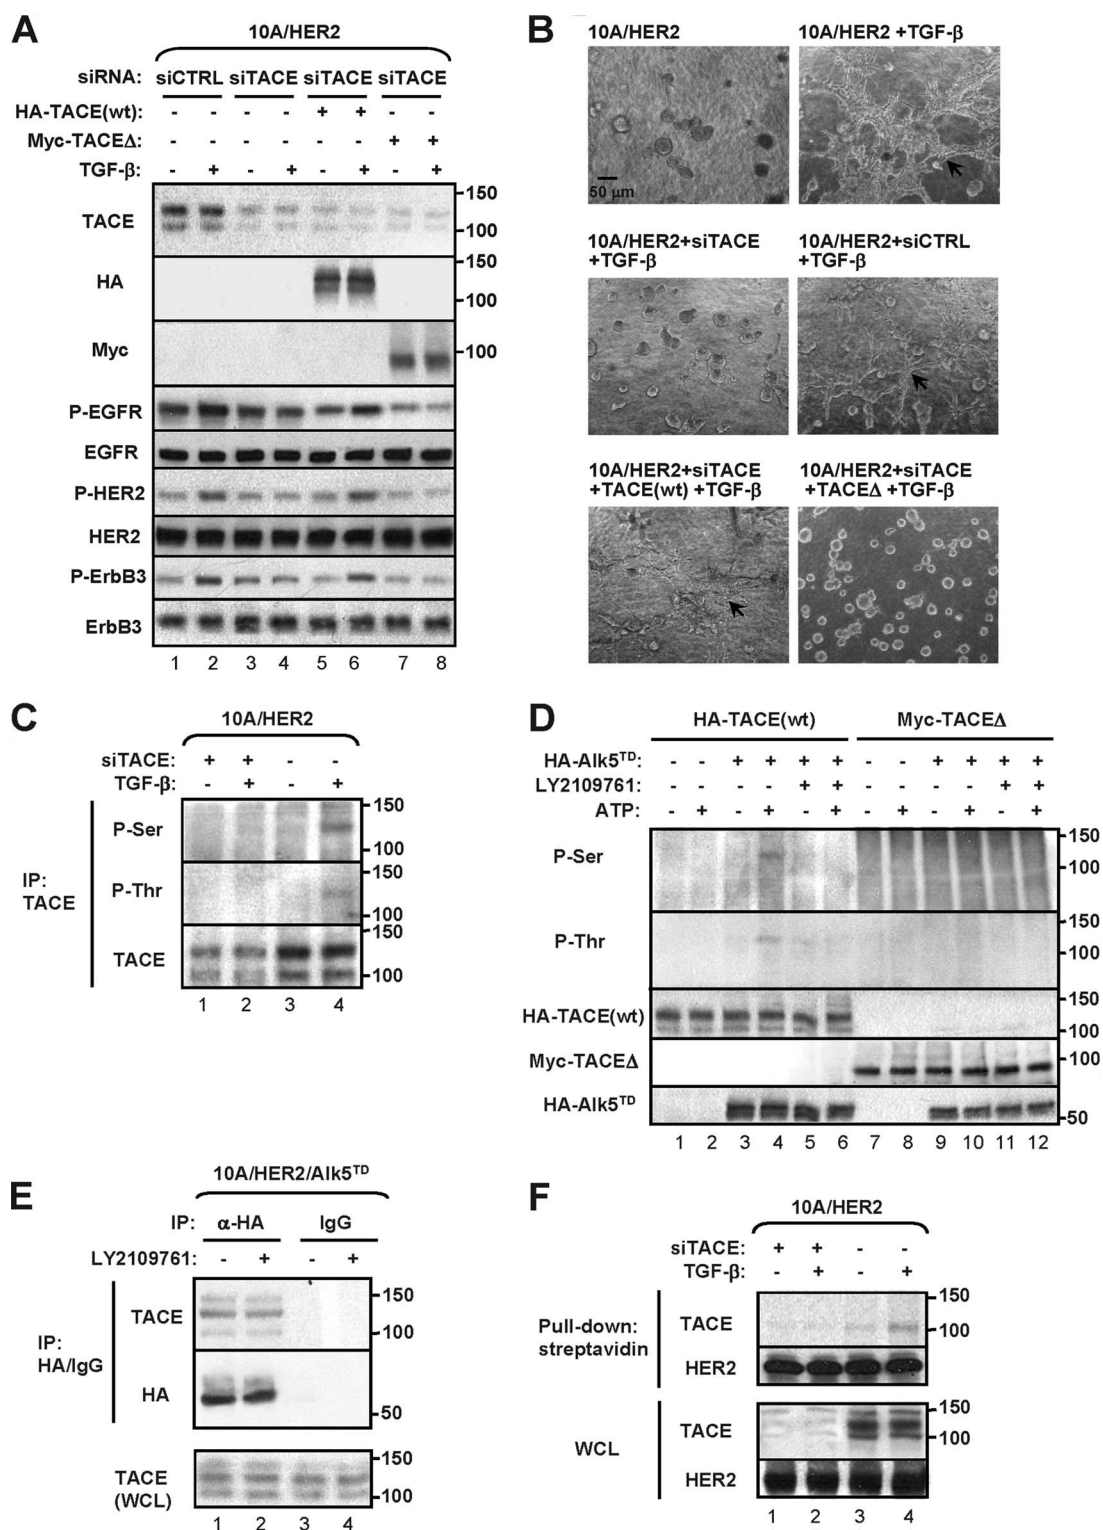 A
10A/HER2
siRNA: siCTRL siTACE siTACE siTACE
HA-TACE(wt): - - - - + + - -
Myc-TACEΔ: - - - - - - + +
TGF-β: - + - + - + - +
TACE
150
100
HA
150
100
Myc
100
P-EGFR
EGFR
P-HER2
HER2
P-ErbB3
ErbB3
1 2 3 4 5 6 7 8
B
10A/HER2
10A/HER2 +TGF-β
50 µm
10A/HER2+siTACE
+TGF-β
10A/HER2+siCTRL
+TGF-β
10A/HER2+siTACE
+TACE(wt) +TGF-β
10A/HER2+siTACE
+TACEΔ +TGF-β
C
10A/HER2
siTACE: + + - -
TGF-β: - + - +
IP:
TACE
P-Ser
150
100
P-Thr
150
100
TACE
150
100
1 2 3 4
D
HA-TACE(wt) Myc-TACEΔ
HA-Alk5TD: - - + + + + - - + + + +
LY2109761: - - - - + + - - - - + +
ATP: - + - + - + - + - + - +
P-Ser
150
100
P-Thr
150
100
HA-TACE(wt)
150
100
Myc-TACEΔ
100
HA-Alk5TD
50
1 2 3 4 5 6 7 8 9 10 11 12
E
10A/HER2/Alk5TD
IP: α-HA IgG
LY2109761: - + - +
IP:
HA/IgG
TACE
150
100
HA
50
TACE
(WCL)
150
100
1 2 3 4
F
10A/HER2
siTACE: + + - -
TGF-β: - + - +
Pull-down:
streptavidin
TACE
150
100
HER2
WCL
TACE
150
100
HER2
1 2 3 4